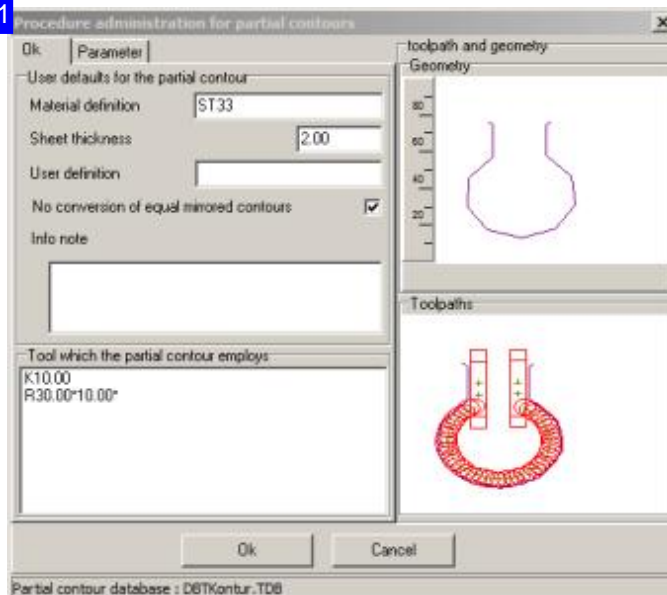 1
Procedure administration for partial contours
Ok Parameter
User defaults for the partial contour
Material definition ST33
Sheet thickness 2.00
User definition
No conversion of equal mirrored contours
Info note
Tool which the partial contour employs
K10.00
R30.00*10.00*
toolpath and geometry
Geometry
80
60
40
20
Toolpaths
Ok Cancel
Partial contour database : DBTKontur.TDB